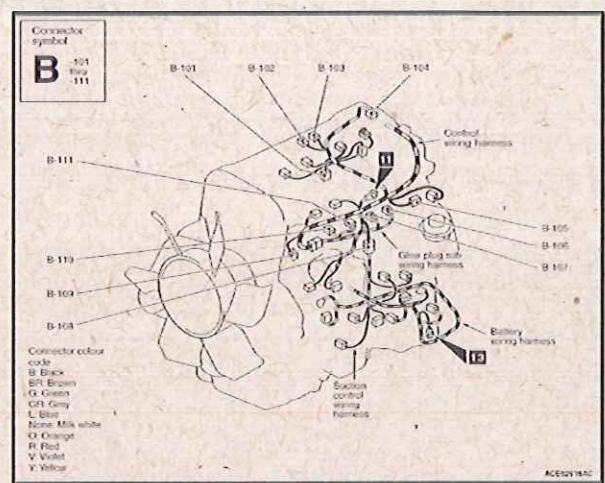 Connector
symbol
B
-101
thru
-111
B-101
B-102
B-103
B-104
Control
wiring harness
B-111
11
B-105
B-106
B-110
Glow plug sub
wiring harness
B-107
B-109
B-108
Battery
wiring harness
13
Connector colour
code
B: Black
BR: Brown
G: Green
GR: Grey
L: Blue
None: Milk white
O: Orange
R: Red
V: Violet
Y: Yellow
Suction
control
wiring
harness